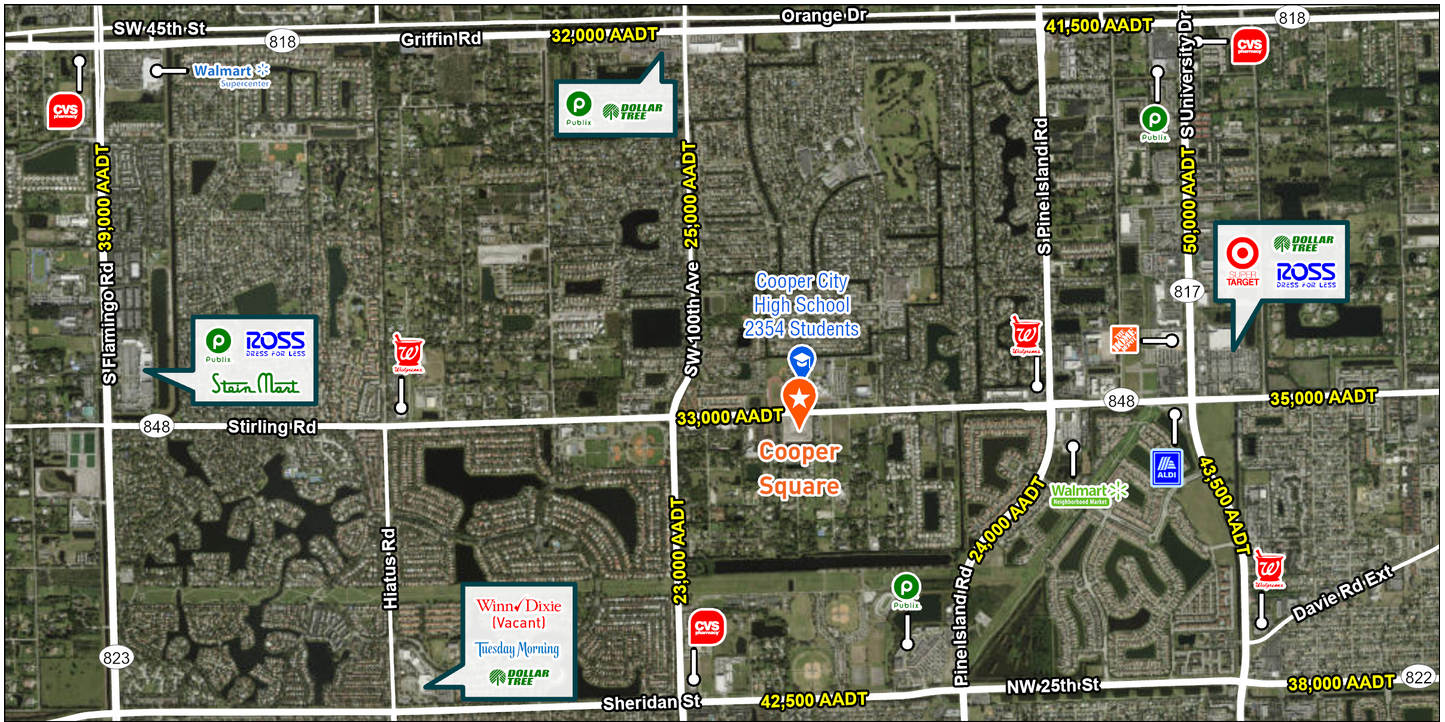 Orange Dr
SW 45th St
818
Griffin Rd
32,000 AADT
41,500 AADT
818
S University Dr
CVS
pharmacy
Walmart
Supercenter
CVS
pharmacy
Publix
DOLLAR
TREE
Publix
S Pine Island Rd
39,000 AADT
25,000 AADT
50,000 AADT
SUPER
TARGET
DOLLAR
TREE
ROSS
DRESS FOR LESS
S Flamingo Rd
SW 100th Ave
Cooper City
High School
2354 Students
817
Publix
ROSS
DRESS FOR LESS
Stein Mart
Walgreens
Walgreens
THE HOME DEPOT
848
Stirling Rd
33,000 AADT
848
35,000 AADT
Cooper
Square
Walmart
Neighborhood Market
ALDI
43,500 AADT
24,000 AADT
Hiatus Rd
23,000 AADT
Pine Island Rd
Publix
Walgreens
Davie Rd Ext
Winn Dixie
(Vacant)
Tuesday Morning
DOLLAR
TREE
CVS
pharmacy
823
Sheridan St
42,500 AADT
NW 25th St
38,000 AADT
822